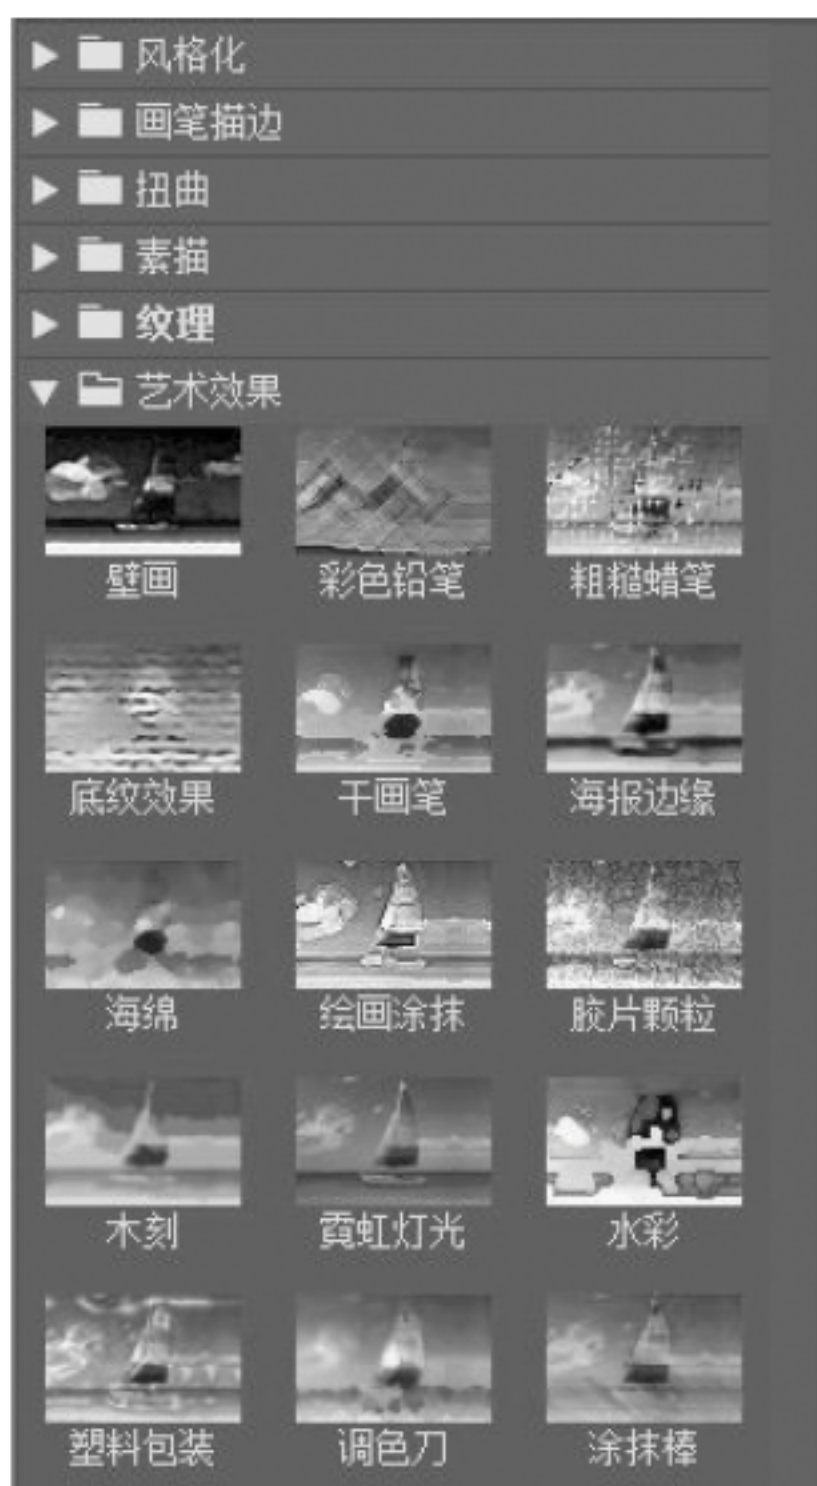 风格化
画笔描边
扭曲
素描
纹理
艺术效果
壁画 彩色铅笔 粗糙蜡笔
底纹效果 干画笔 海报边缘
海绵 绘画涂抹 胶片颗粒
木刻 霓虹灯光 水彩
塑料包装 调色刀 涂抹棒